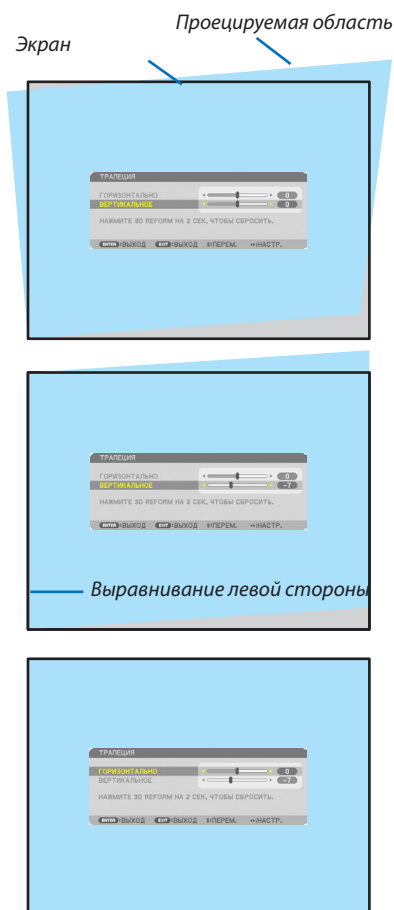 Проецируемая область
Экран
ТРАПЕЦИЯ
ГОРИЗОНТАЛЬНО 0
ВЕРТИКАЛЬНОЕ 0
НАЖМИТЕ 3D REFORM НА 2 СЕК, ЧТОБЫ СБРОСИТЬ.
ENTER :ВЫХОД EXIT :ВЫХОД ↕:ПЕРЕМ. ↔:НАСТР.
ТРАПЕЦИЯ
ГОРИЗОНТАЛЬНО 0
ВЕРТИКАЛЬНОЕ -7
НАЖМИТЕ 3D REFORM НА 2 СЕК, ЧТОБЫ СБРОСИТЬ.
ENTER :ВЫХОД EXIT :ВЫХОД ↕:ПЕРЕМ. ↔:НАСТР.
Выравнивание левой стороны
ТРАПЕЦИЯ
ГОРИЗОНТАЛЬНО 0
ВЕРТИКАЛЬНОЕ -7
НАЖМИТЕ 3D REFORM НА 2 СЕК, ЧТОБЫ СБРОСИТЬ.
ENTER :ВЫХОД EXIT :ВЫХОД ↕:ПЕРЕМ. ↔:НАСТР.